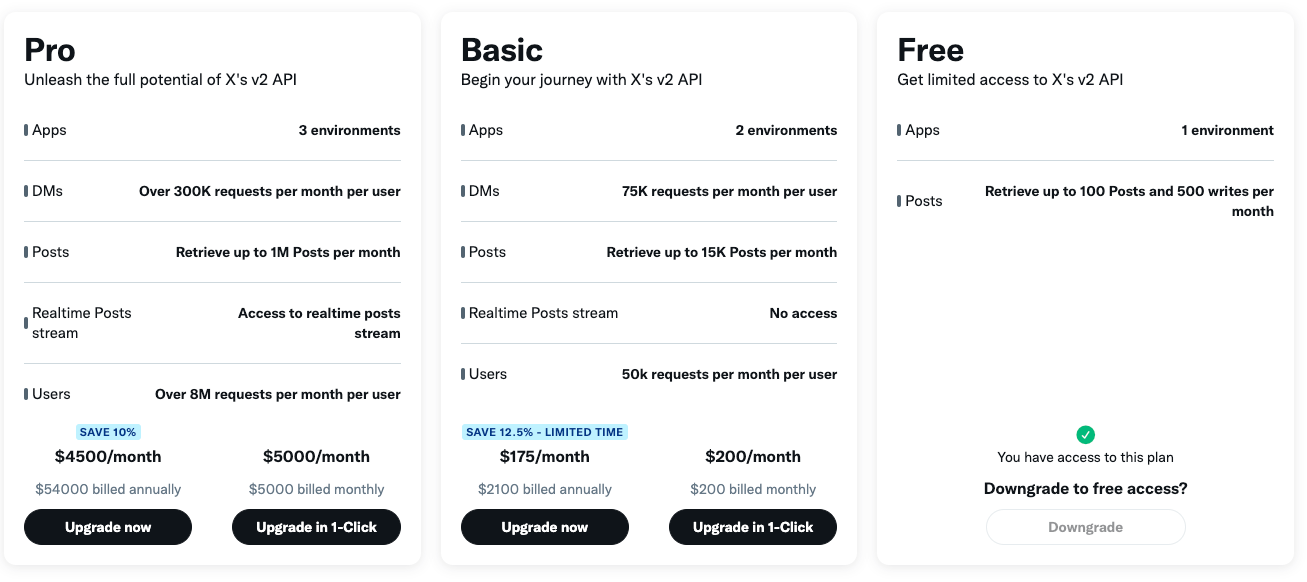 Pro
Unleash the full potential of X's v2 API
Apps
3 environments
DMs
Over 300K requests per month per user
Posts
Retrieve up to 1M Posts per month
Realtime Posts
stream
Access to realtime posts
stream
Users
Over 8M requests per month per user
SAVE 10%
$4500/month
$54000 billed annually
Upgrade now
$5000/month
$5000 billed monthly
Upgrade in 1-Click
Basic
Begin your journey with X's v2 API
Apps
2 environments
DMs
75K requests per month per user
Posts
Retrieve up to 15K Posts per month
Realtime Posts stream
No access
Users
50k requests per month per user
SAVE 12.5% - LIMITED TIME
$175/month
$2100 billed annually
Upgrade now
$200/month
$200 billed monthly
Upgrade in 1-Click
Free
Get limited access to X's v2 API
Apps
1 environment
Posts
Retrieve up to 100 Posts and 500 writes per
month
You have access to this plan
Downgrade to free access?
Downgrade